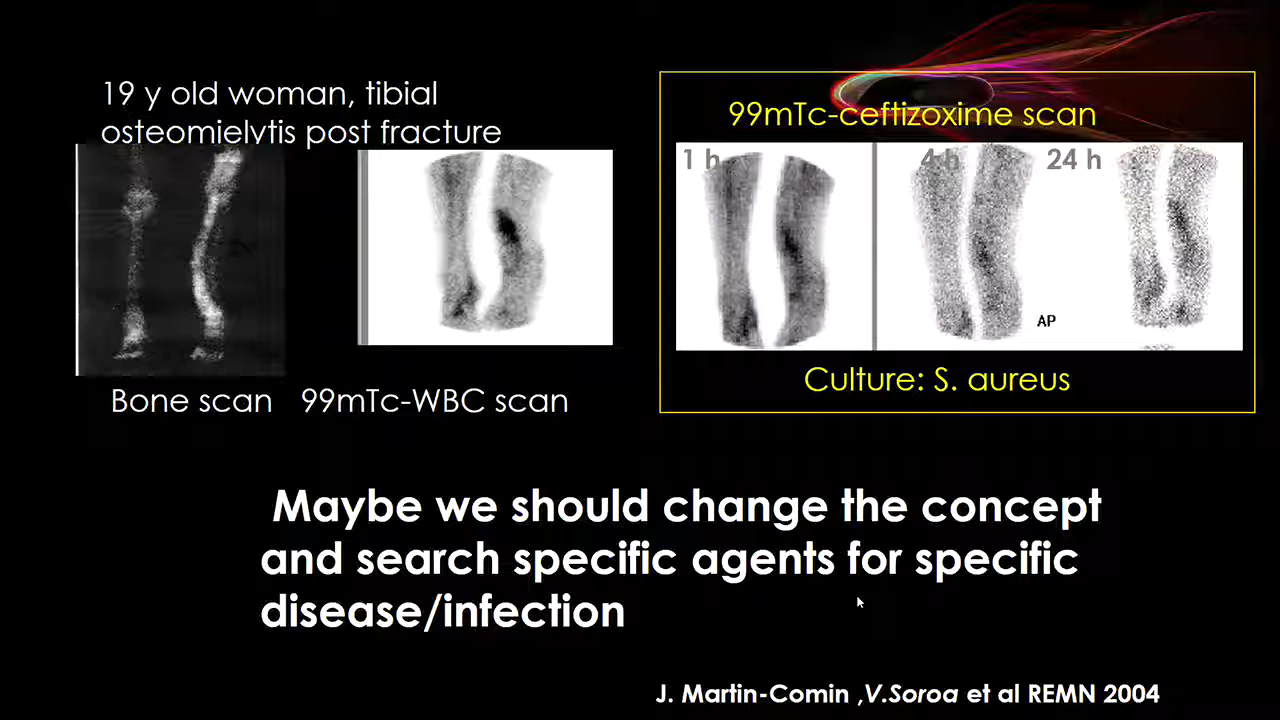 19 y old woman, tibial
osteomielytis post fracture
Bone scan
99mTc-WBC scan
99mTc-ceftizoxime scan
1 h
4 h
24 h
AP
Culture: S. aureus
Maybe we should change the concept
and search specific agents for specific
disease/infection
J. Martin-Comin ,V.Soroa et al REMN 2004